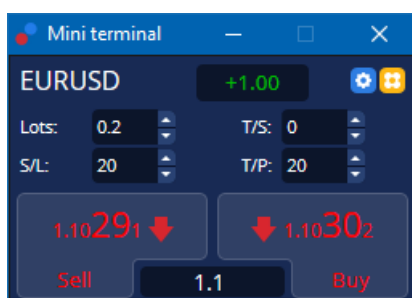 Mini terminal
EURUSD +1.00
Lots: 0.2 T/S: 0
S/L: 20 T/P: 20
1.10291 1.10302
Sell 1.1 Buy